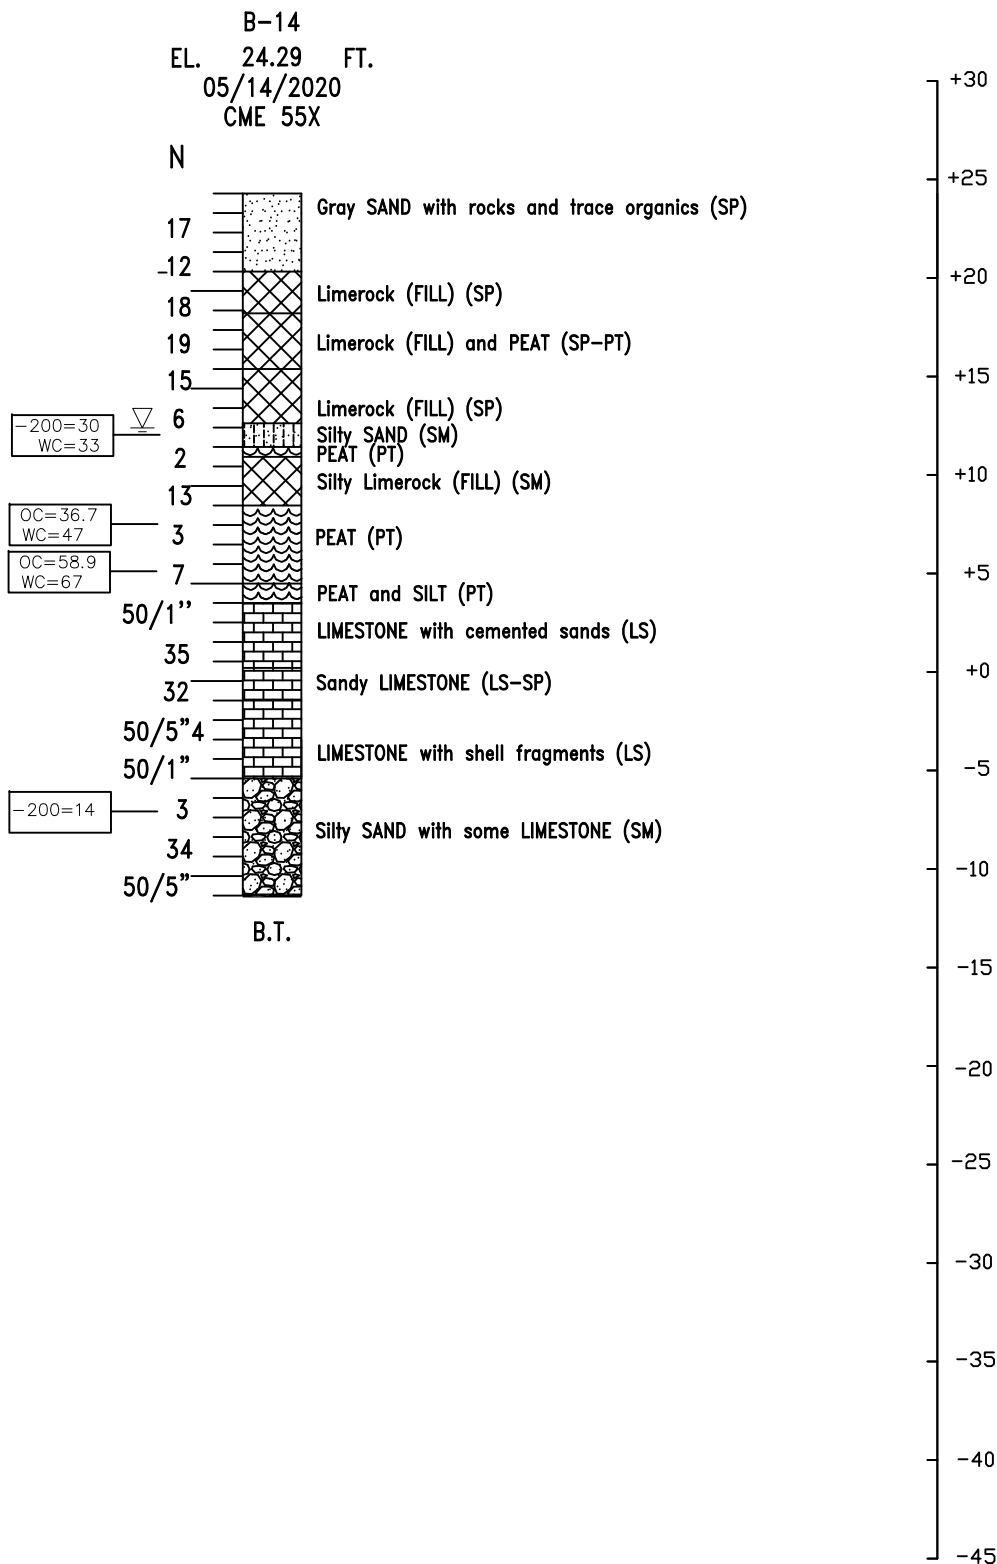 B-14
EL. 24.29 FT.
05/14/2020
CME 55X
N
+30
+25
Gray SAND with rocks and trace organics (SP)
17
12
+20
Limerock (FILL) (SP)
18
19
Limerock (FILL) and PEAT (SP-PT)
15
+15
Limerock (FILL) (SP)
6
-200=30
WC=33
Silty SAND (SM)
PEAT (PT)
2
+10
Silty Limerock (FILL) (SM)
13
OC=36.7
WC=47
3
PEAT (PT)
OC=58.9
WC=67
7
+5
PEAT and SILT (PT)
50/1''
LIMESTONE with cemented sands (LS)
35
+0
Sandy LIMESTONE (LS-SP)
32
50/5"4
LIMESTONE with shell fragments (LS)
50/1"
-5
-200=14
3
Silty SAND with some LIMESTONE (SM)
34
-10
50/5"
B.T.
-15
-20
-25
-30
-35
-40
-45